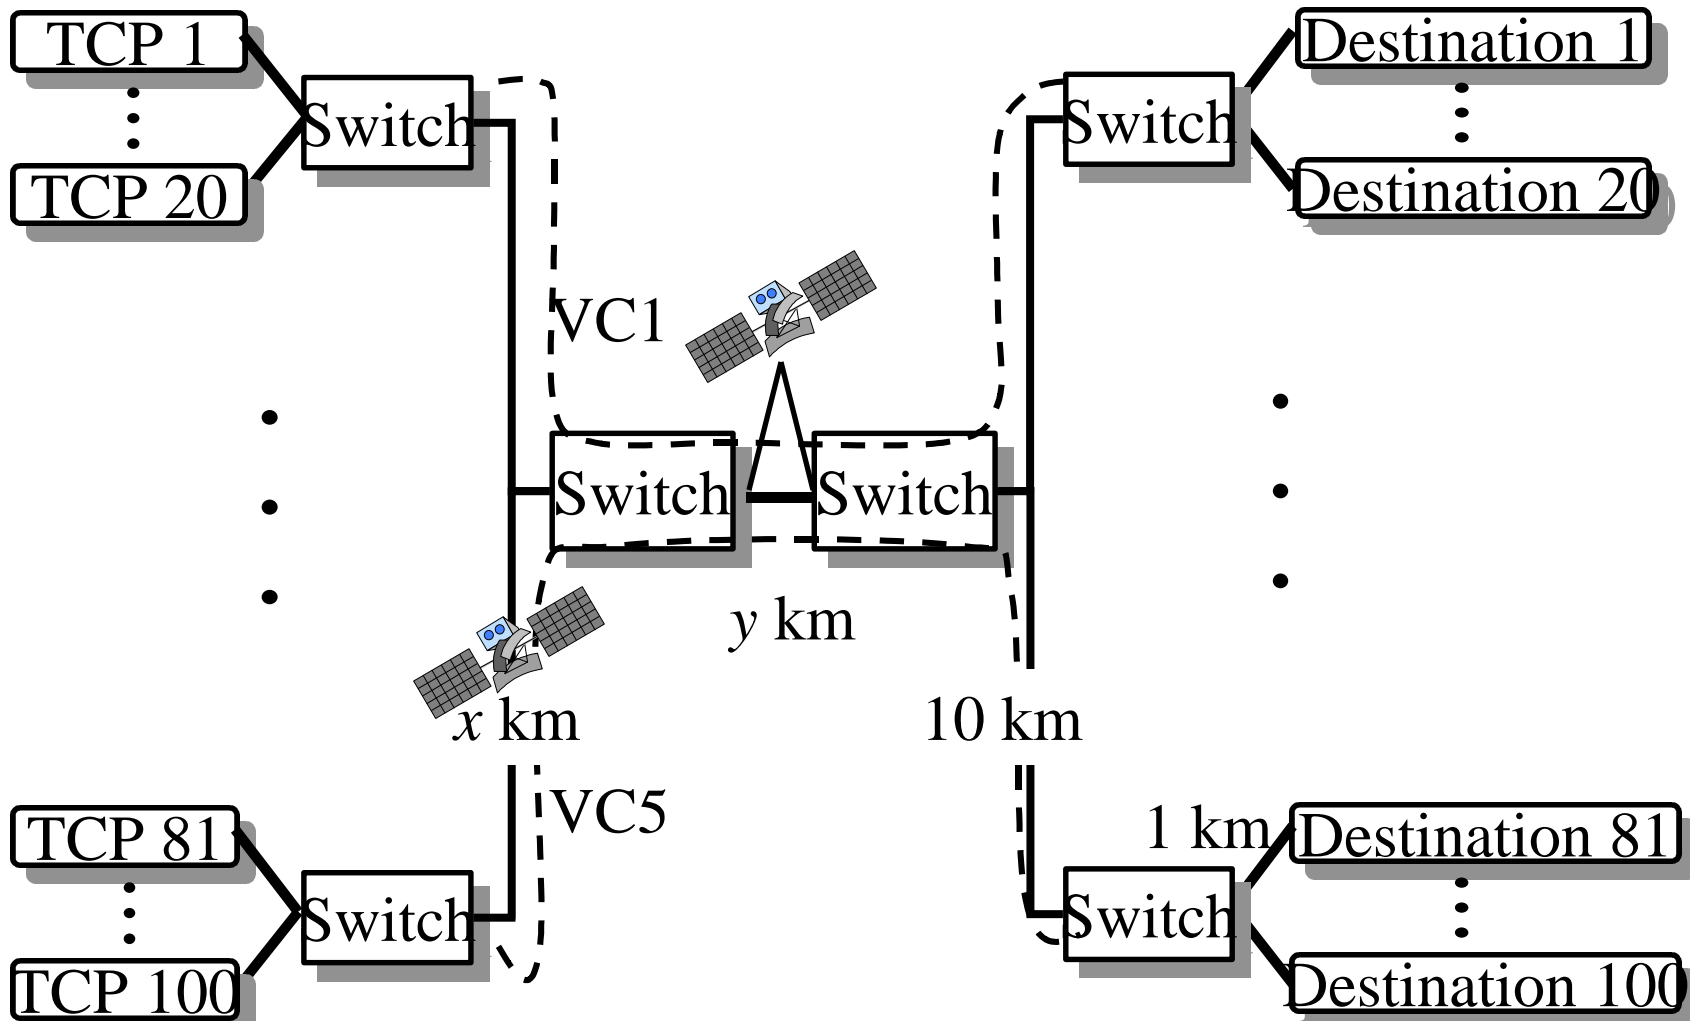 TCP 1
Destination 1
Switch
Switch
TCP 20
Destination 20
VC1
Switch
Switch
y km
x km
10 km
VC5
1 km
TCP 81
Destination 81
Switch
Switch
TCP 100
Destination 100